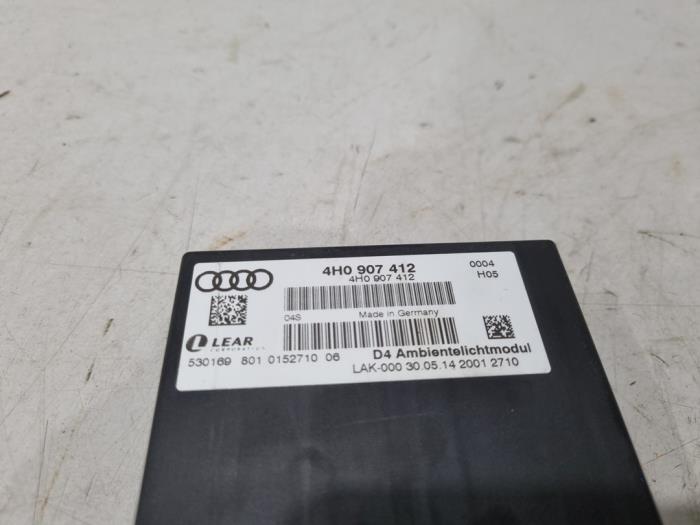 4H0 907 412
4H0 907 412
0004
H05
04S
Made in Germany
LEAR
CORPORATION
D4 Ambientelichtmodul
530169 801 0152710 06
LAK-000 30.05.14 2001 2710